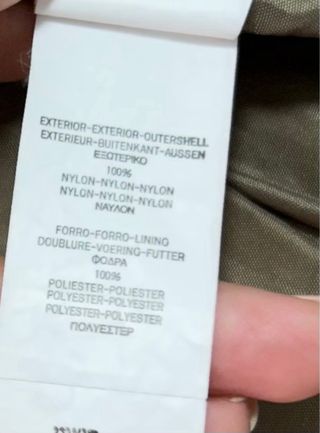 EXTERIOR-EXTERIOR-OUTERSHELL
EXTERIEUR-BUITENKANT-AUSSEN
ΕΞΩΤΕΡΙΚΟ
100%
NYLON-NYLON-NYLON
NYLON-NYLON-NYLON
ΝΑΥΛΟΝ
FORRO-FORRO-LINING
DOUBLURE-VOERING-FUTTER
ΦΟΔΡΑ
100%
POLIESTER-POLIESTER
POLYESTER-POLYESTER
POLYESTER-POLYESTER
ΠΟΛΥΕΣΤΕΡ